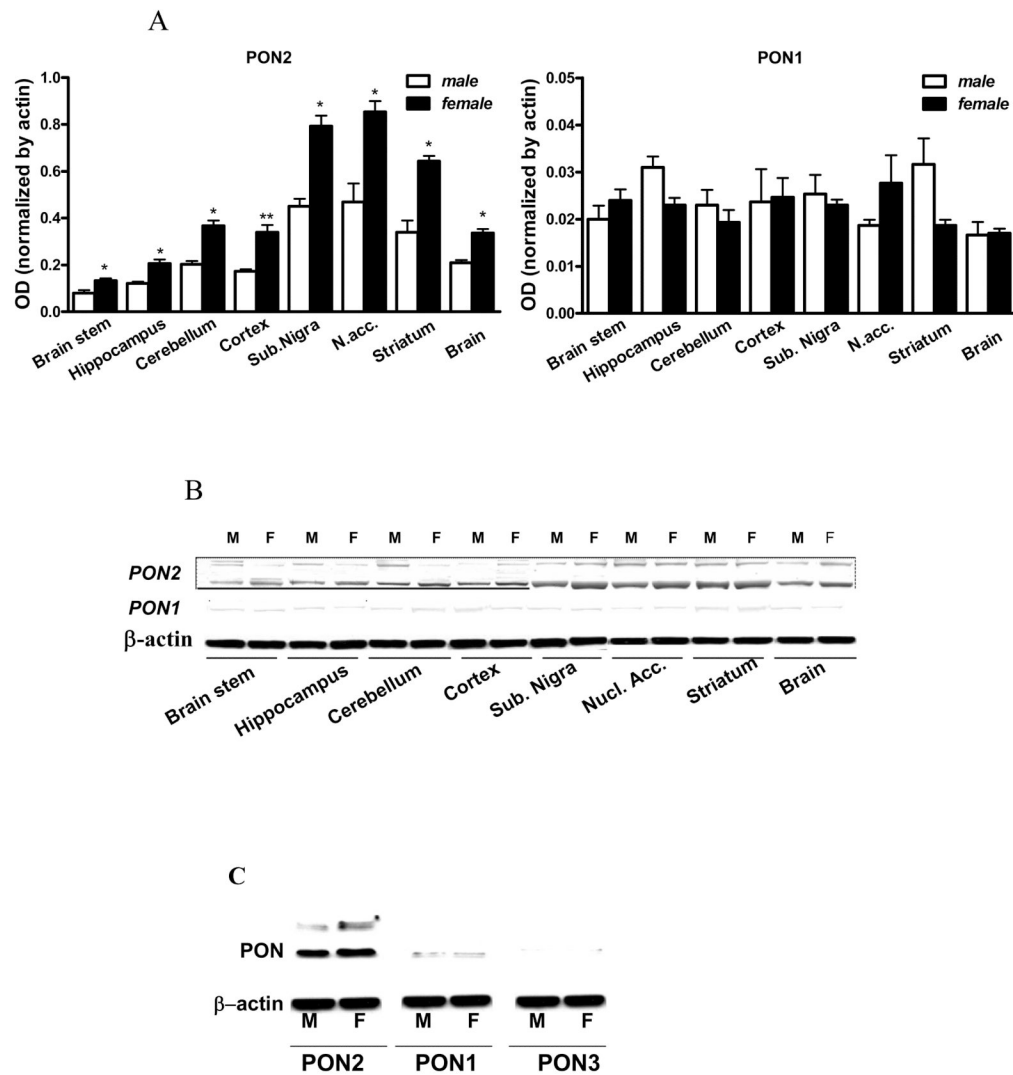 A
PON2
OD (normalized by actin)
1.0
0.8
0.6
0.4
0.2
0.0
male
female
*
*
*
**
*
*
*
*
Brain stem
Hippocampus
Cerebellum
Cortex
Sub.Nigra
N.acc.
Striatum
Brain
PON1
OD (normalized by actin)
0.05
0.04
0.03
0.02
0.01
0.00
male
female
Brain stem
Hippocampus
Cerebellum
Cortex
Sub. Nigra
N.acc.
Striatum
Brain
B
M F M F M F M F M F M F M F M F
PON2
PON1
β-actin
Brain stem
Hippocampus
Cerebellum
Cortex
Sub. Nigra
Nucl. Acc.
Striatum
Brain
C
PON
β–actin
M F M F M F
PON2 PON1 PON3